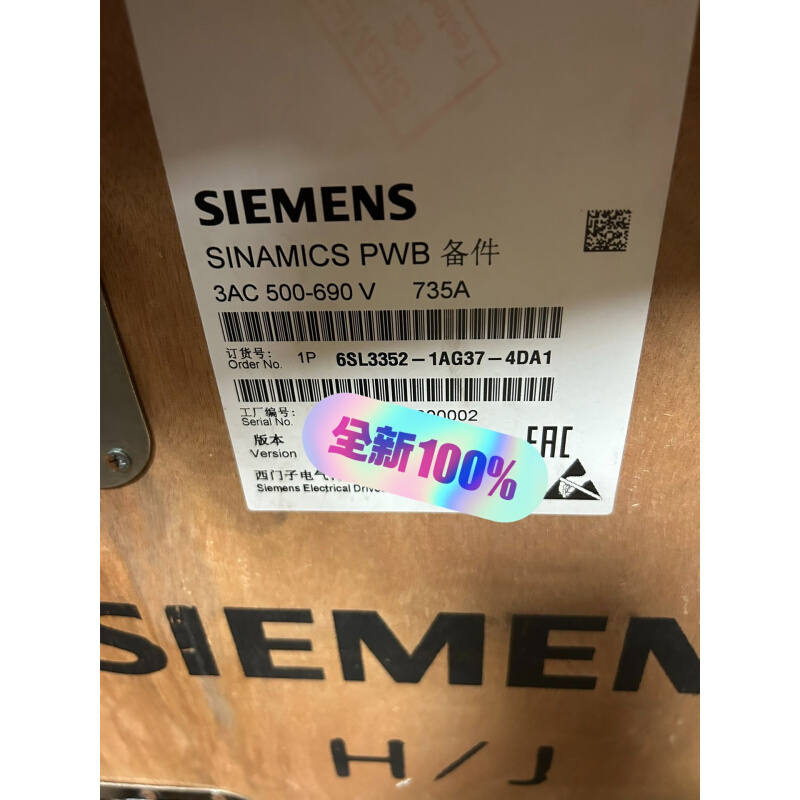 SIEMENS
SINAMICS PWB 备件
3AC 500-690 V 735A
订货号: 1P 6SL3352-1AG37-4DA1
Order No.
工厂编号: 000002
Serial No.
版本
Version
EAC
西门子电气
Siemens Electrical Drive
全新100%
SIEMEN
H/J